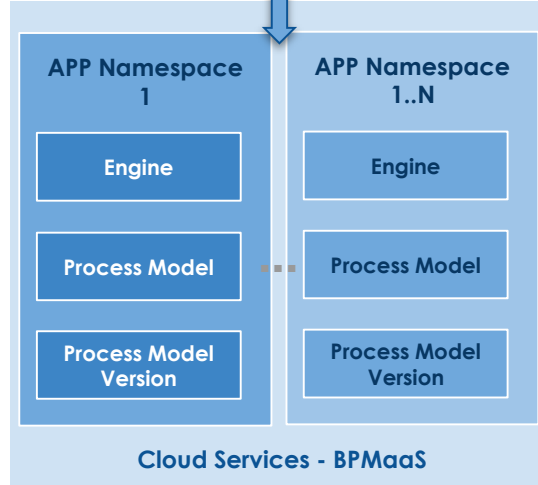 APP Namespace
1
Engine
Process Model
Process Model
Version
APP Namespace
1..N
Engine
Process Model
Process Model
Version
Cloud Services - BPMaaS